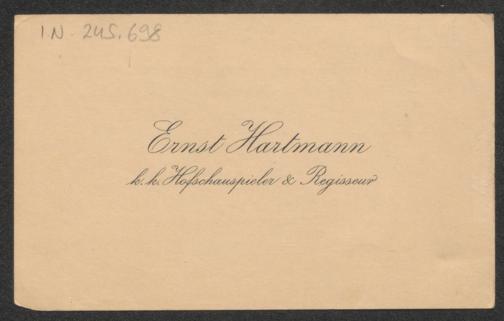 IN. 245.698
Ernst Hartmann
k. k. Hofschauspieler & Regisseur